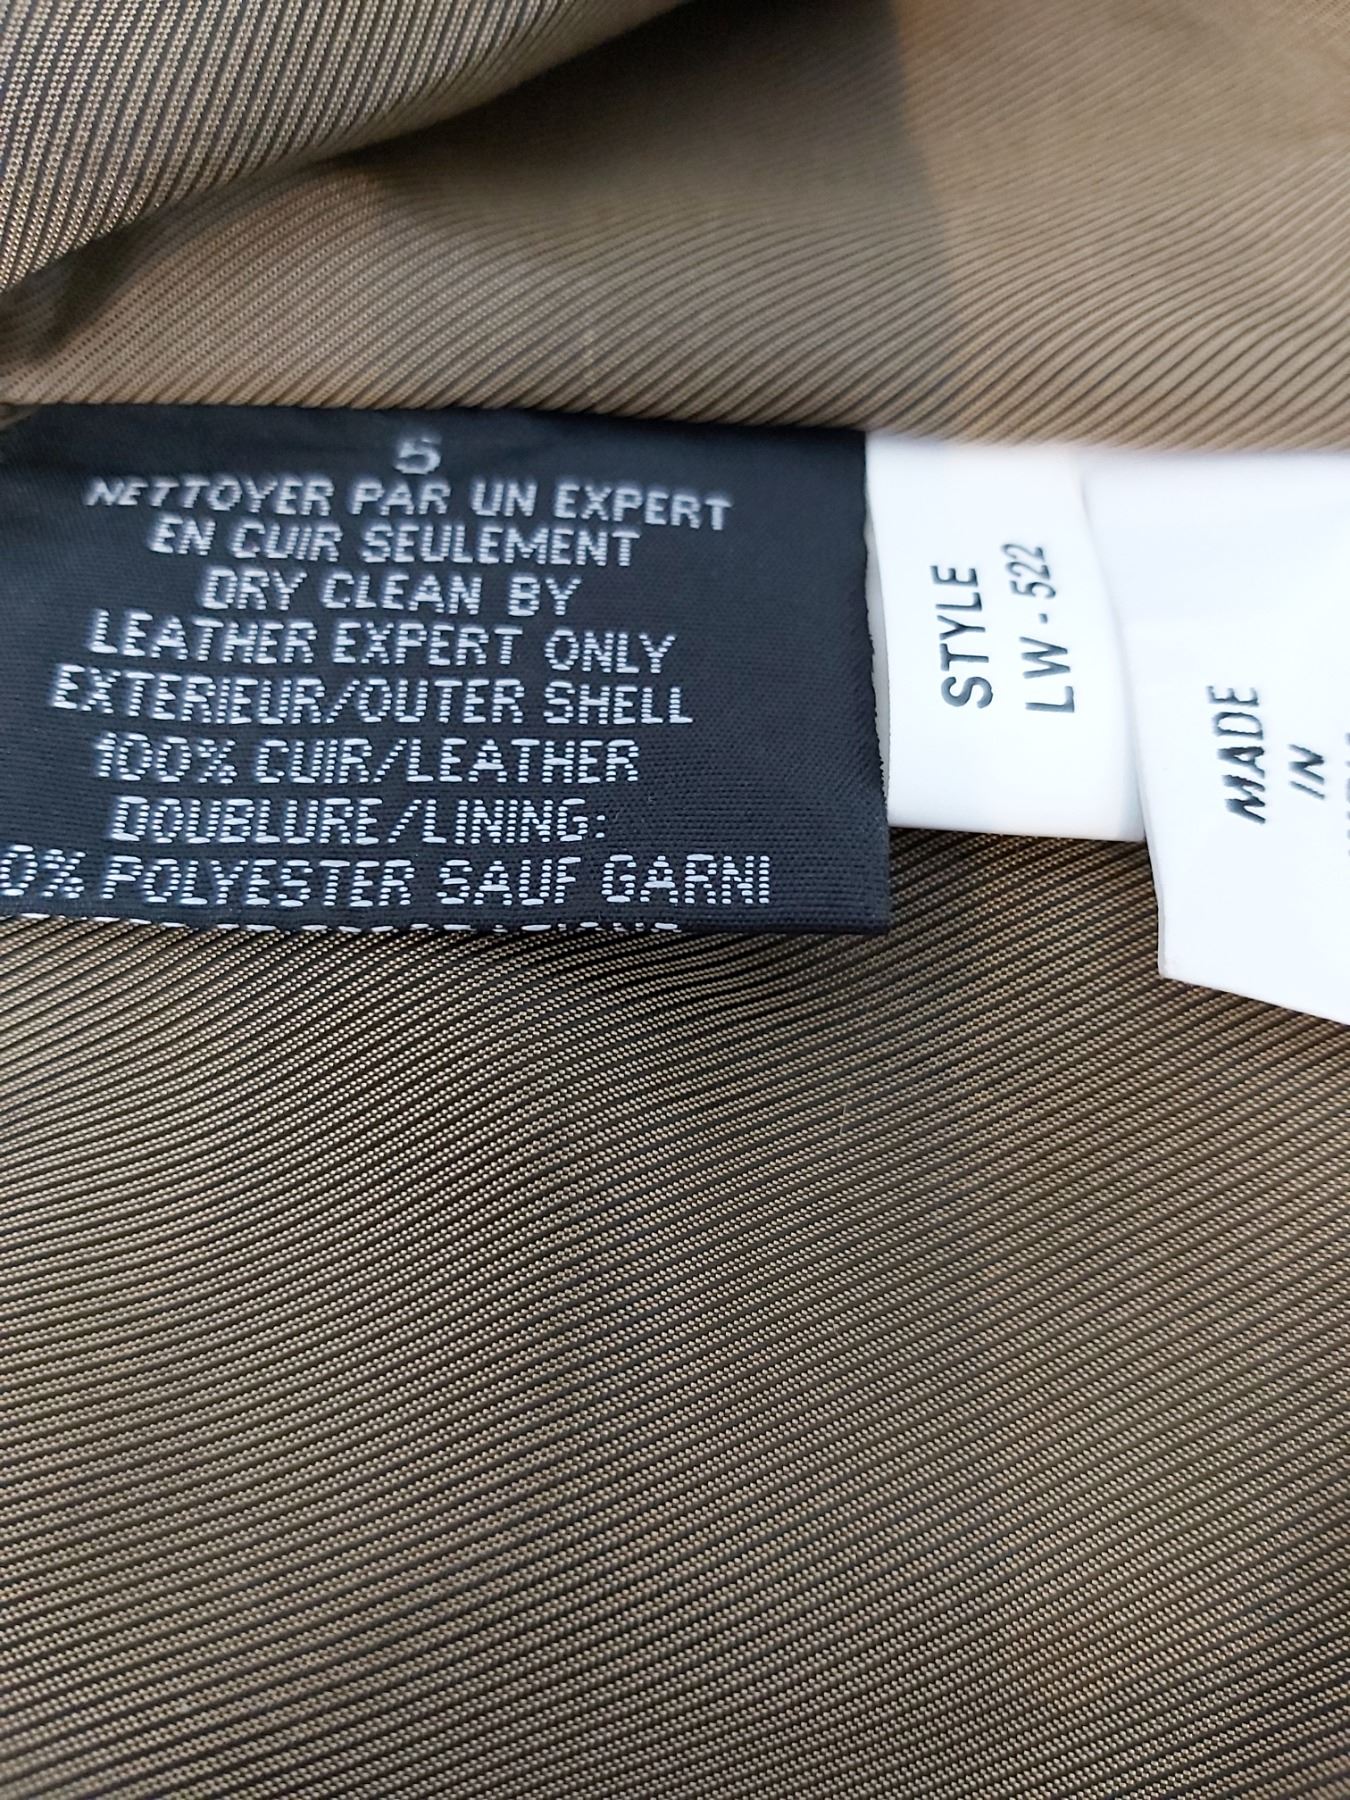 5
NETTOYER PAR UN EXPERT
EN CUIR SEULEMENT
DRY CLEAN BY
LEATHER EXPERT ONLY
EXTERIEUR/OUTER SHELL
100% CUIR/LEATHER
DOUBLURE/LINING:
0% POLYESTER SAUF GARNI
STYLE
LW-522
MADE
IN